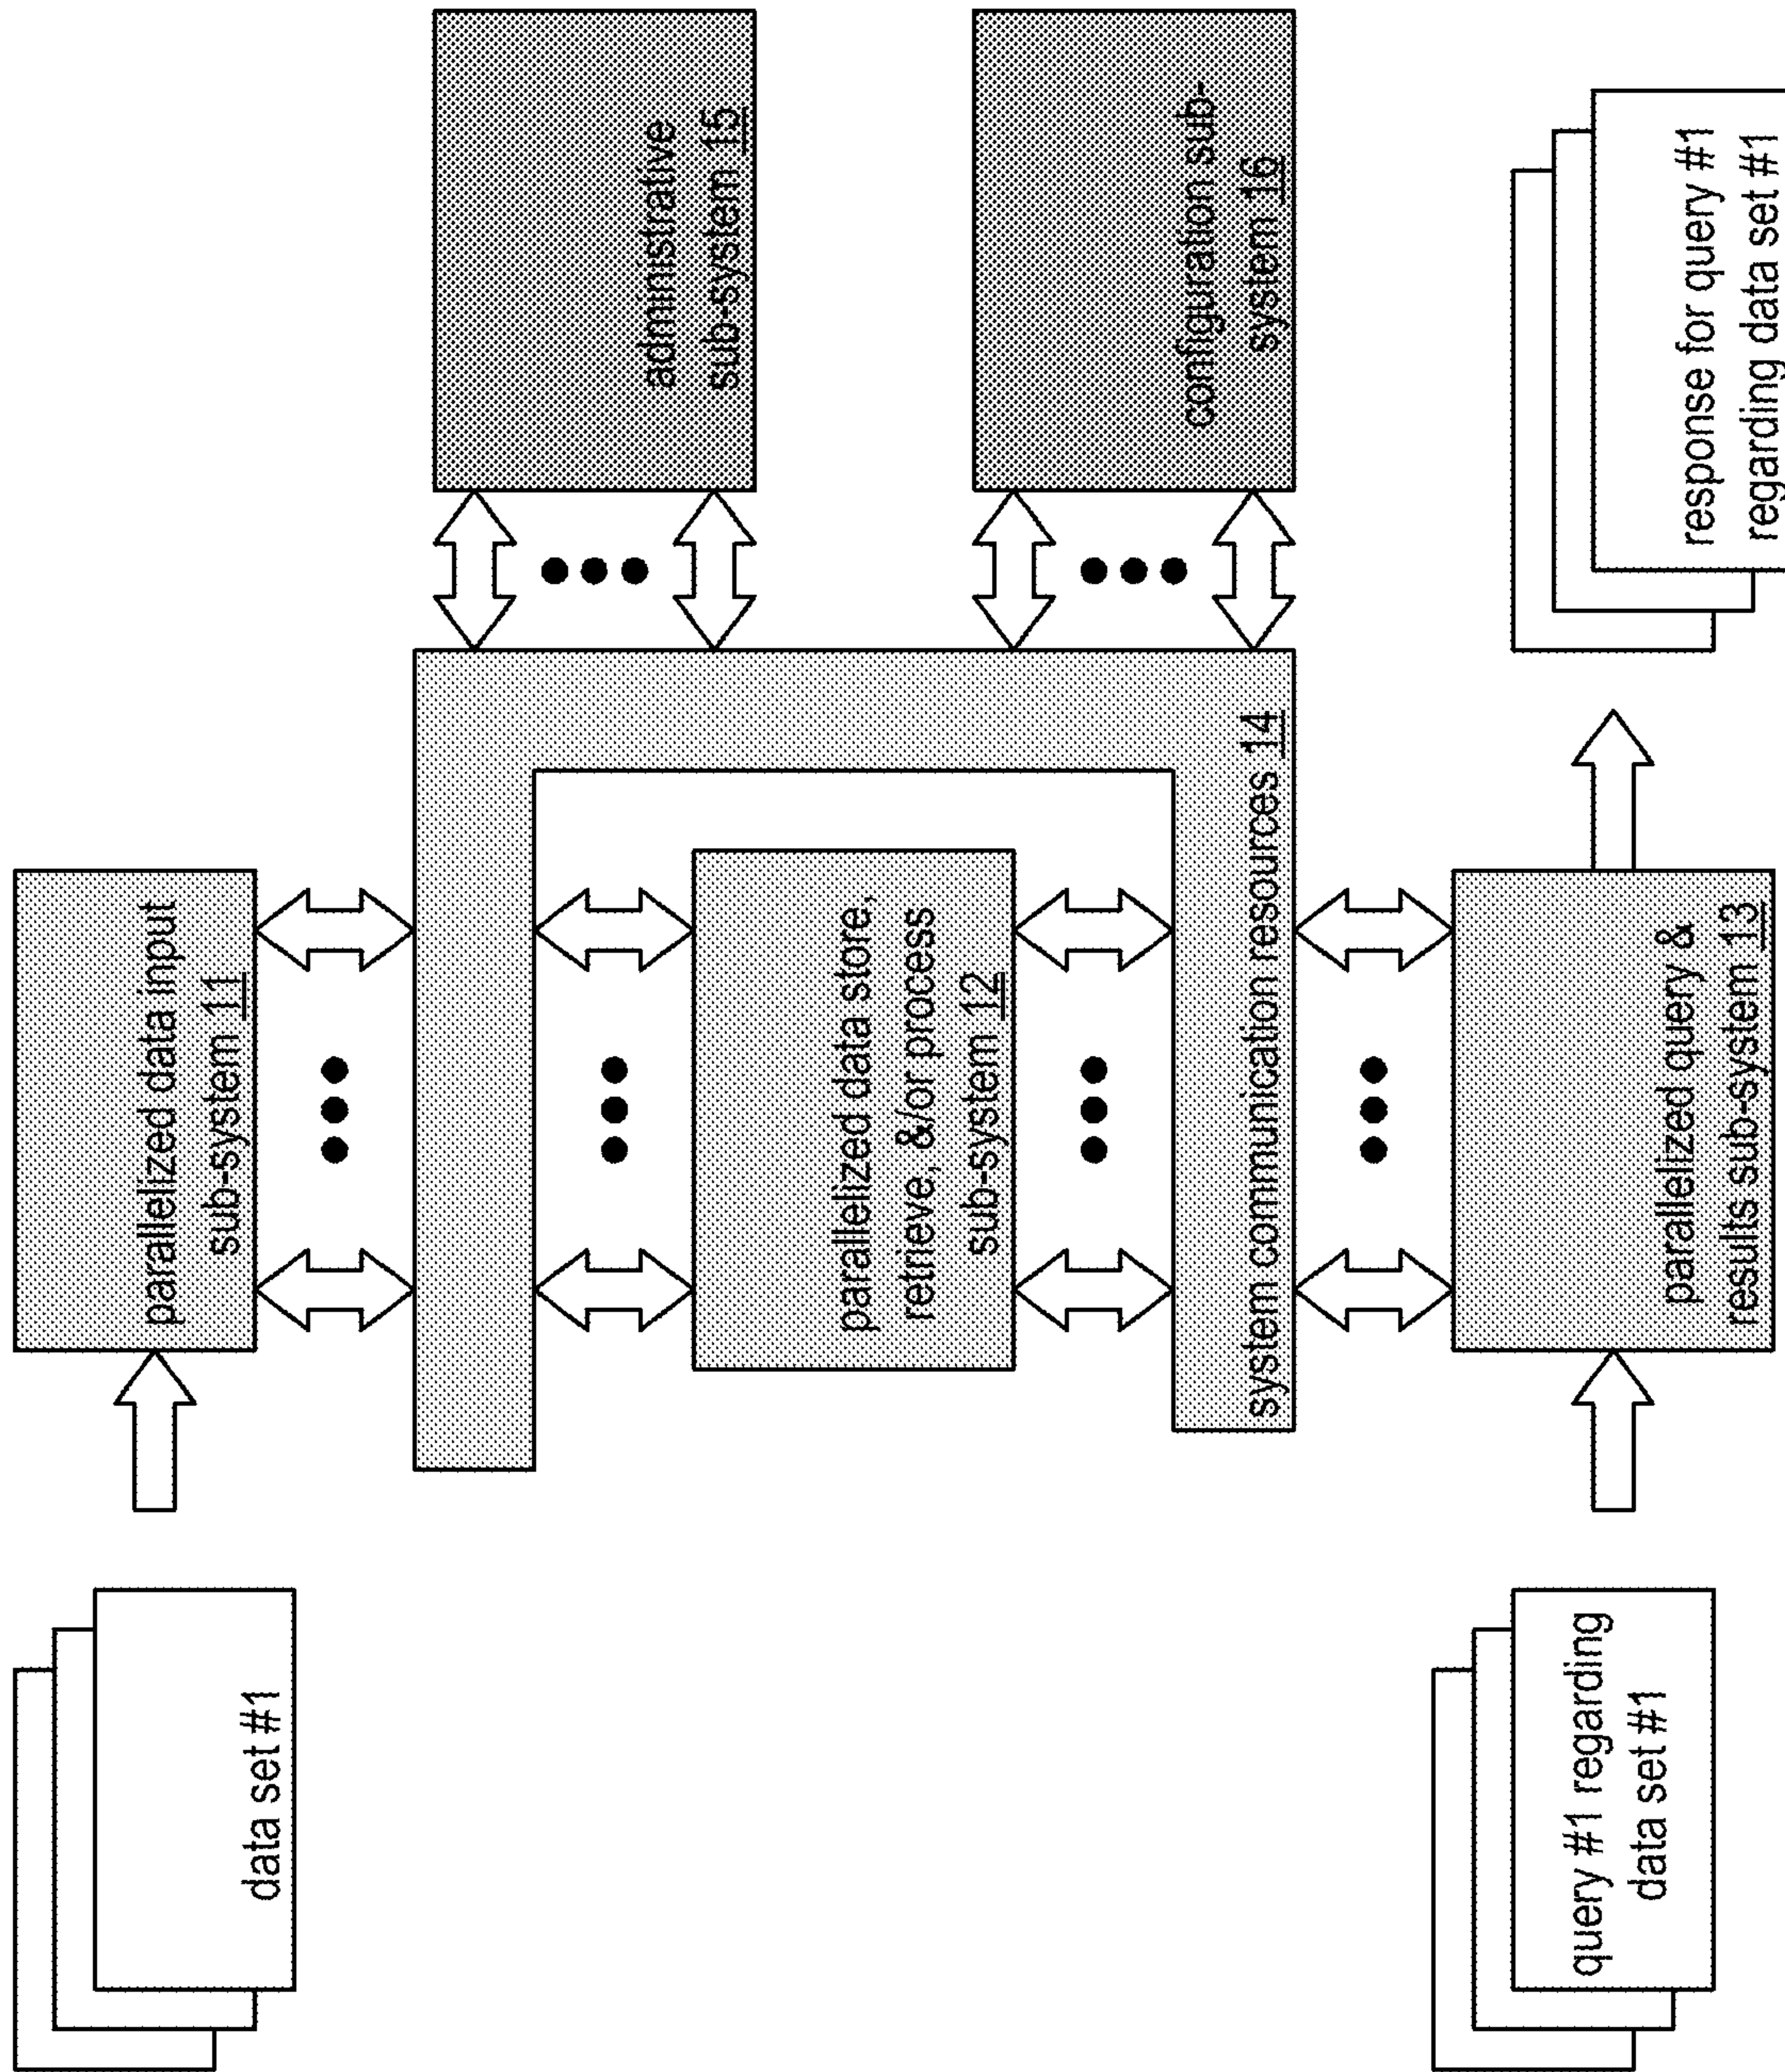 data set #1
parallelized data input
sub-system 11
administrative
sub-system 15
parallelized data store,
retrieve, &/or process
sub-system 12
configuration sub-
system 16
system communication resources 14
query #1 regarding
data set #1
parallelized query &
results sub-system 13
response for query #1
regarding data set #1